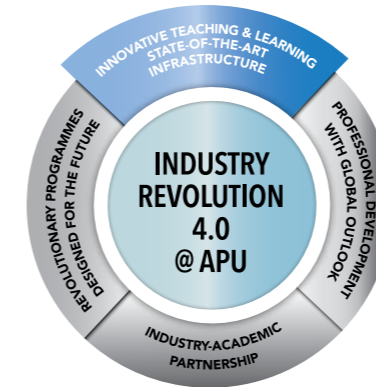 INNOVATIVE TEACHING & LEARNING
STATE-OF-THE-ART
INFRASTRUCTURE
PROFESSIONAL DEVELOPMENT
WITH GLOBAL OUTLOOK
INDUSTRY-ACADEMIC
PARTNERSHIP
REVOLUTIONARY PROGRAMMES
DESIGNED FOR THE FUTURE
INDUSTRY
REVOLUTION
4.0
@ APU